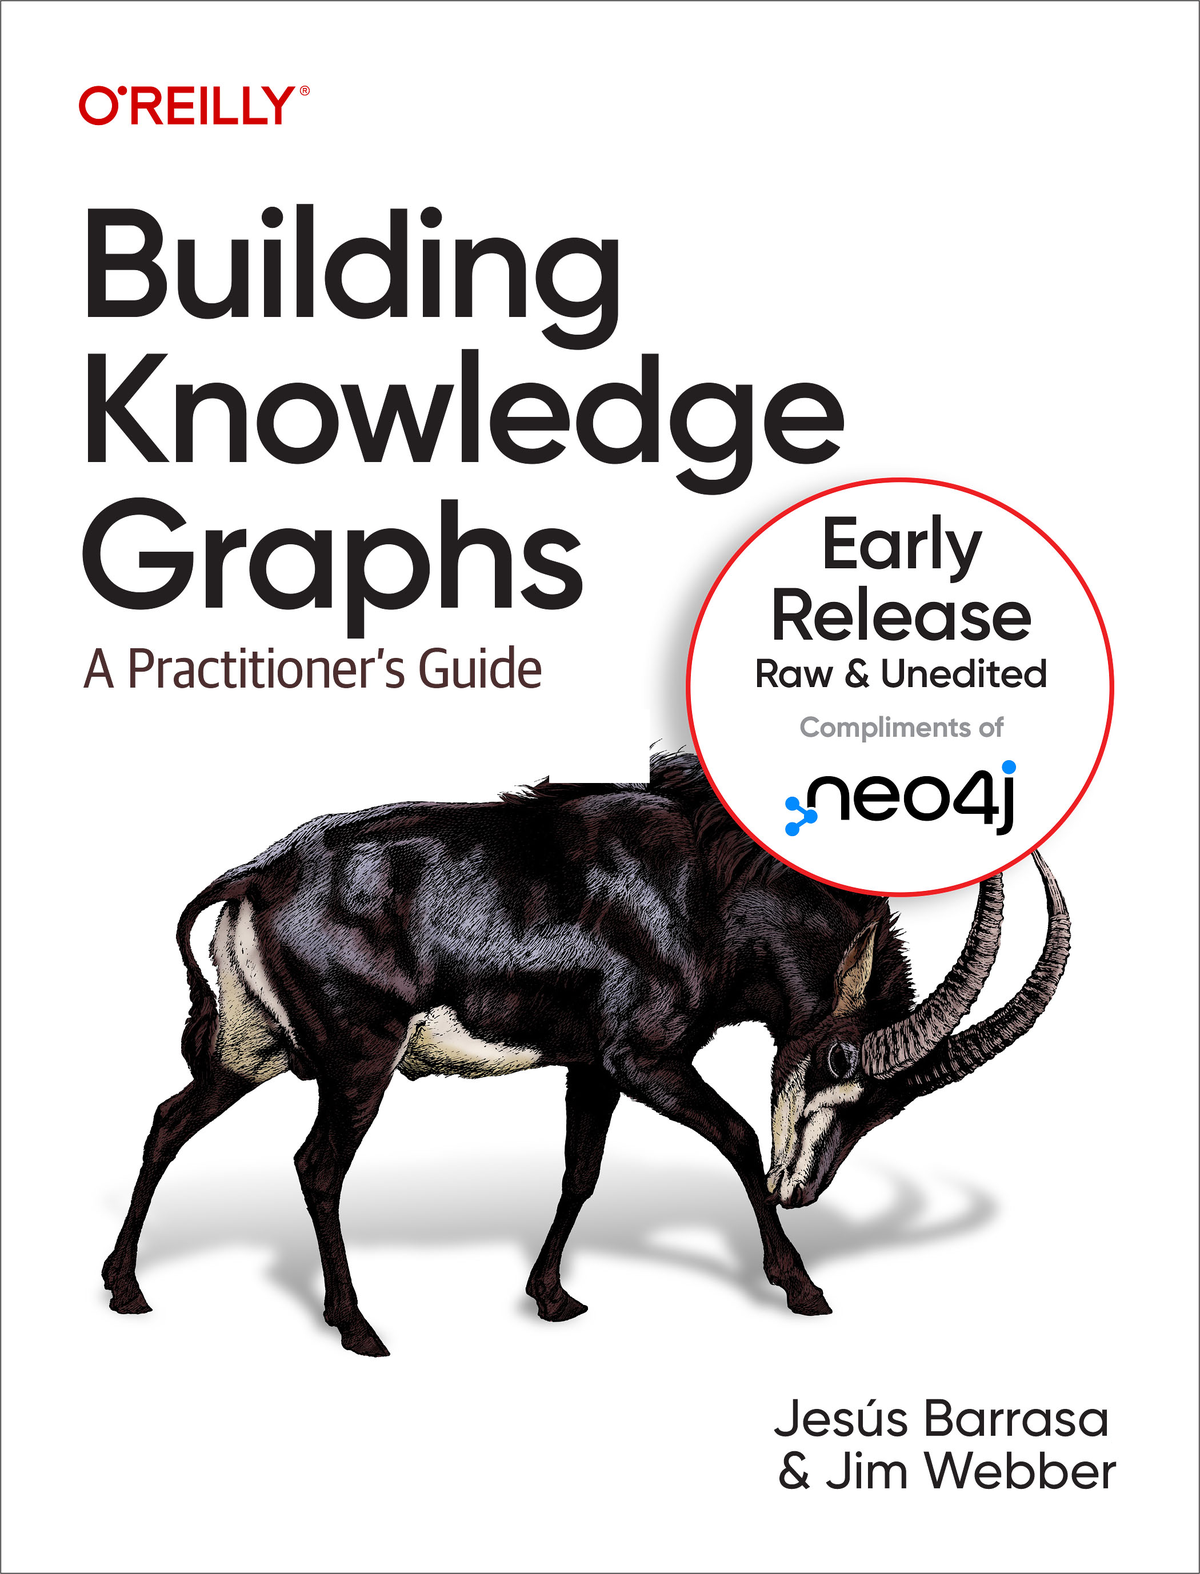 O'REILLY®
Building
Knowledge
Graphs
A Practitioner's Guide
Early
Release
Raw & Unedited
Compliments of
neo4j
Jesús Barrasa
& Jim Webber